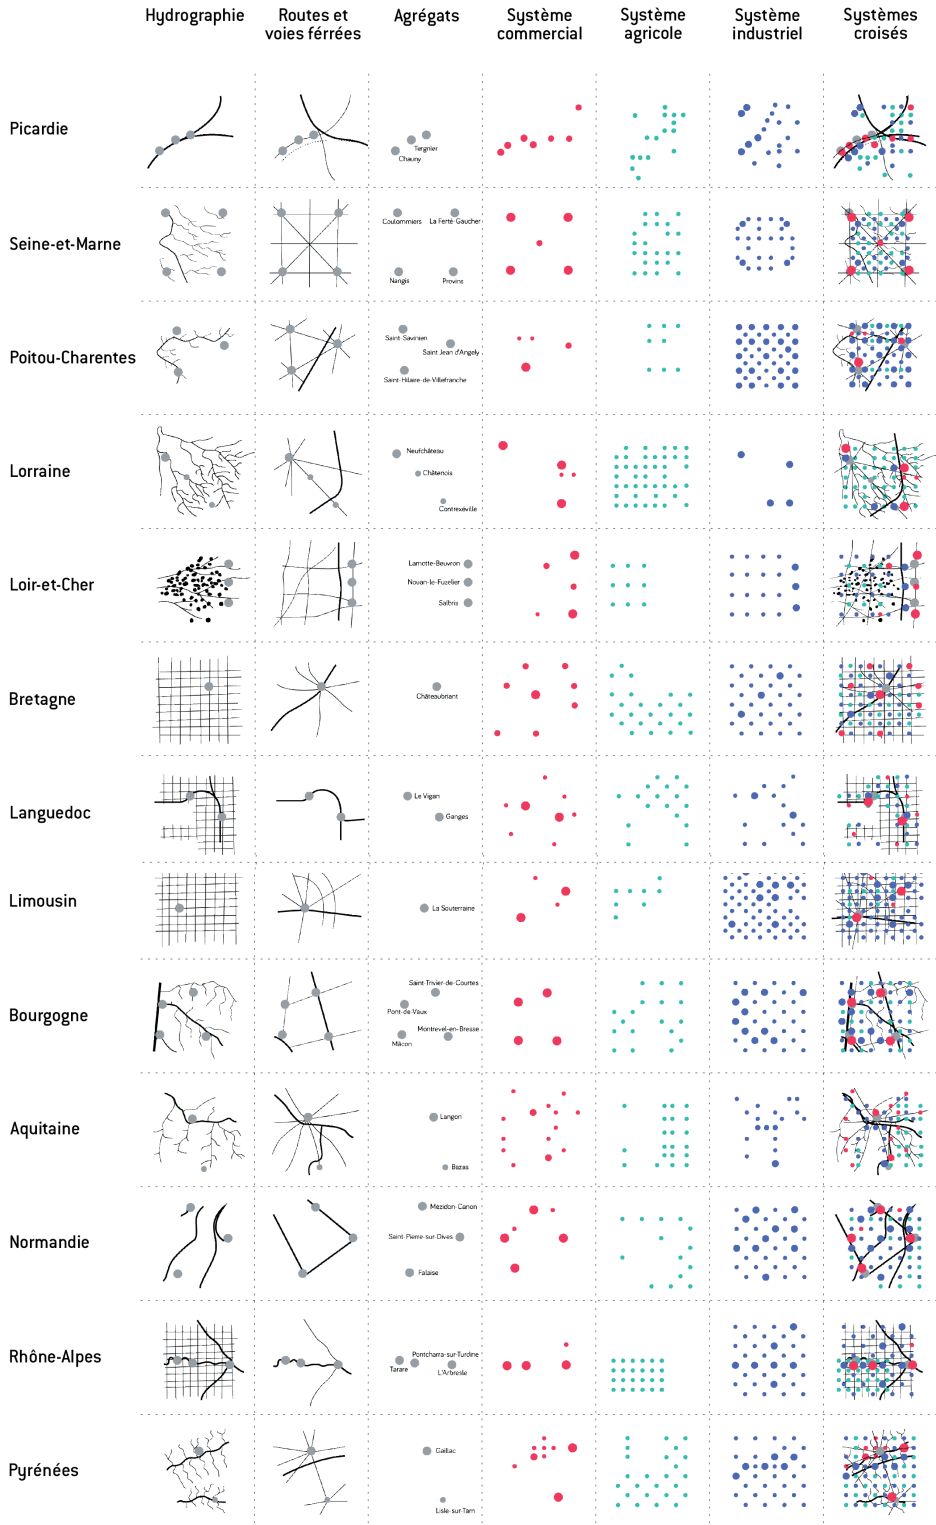 Hydrographie
Routes et
voies férrées
Agrégats
Système
commercial
Système
agricole
Système
industriel
Systèmes
croisés
Picardie
Tergnier
Chauny
Seine-et-Marne
Coulommiers
La Ferté-Gaucher
Nangis
Provins
Poitou-Charentes
Saint-Savinien
Saint Jean d'Angely
Saint-Hilaire-de-Villefranche
Lorraine
Neufchâteau
Châtenois
Contrexéville
Loir-et-Cher
Lamotte-Beuvron
Nouan-le-Fuzelier
Salbris
Bretagne
Châteaubriant
Languedoc
Le Vigan
Ganges
Limousin
La Souterraine
Bourgogne
Saint-Trivier-de-Courtes
Pont-de-Vaux
Montrevel-en-Bresse
Mâcon
Aquitaine
Langon
Bazas
Normandie
Mézidon-Canon
Saint-Pierre-sur-Dives
Falaise
Rhône-Alpes
Pontcharra-sur-Turdine
Tarare
L'Arbresle
Pyrénées
Gaillac
Lisle-sur-Tarn